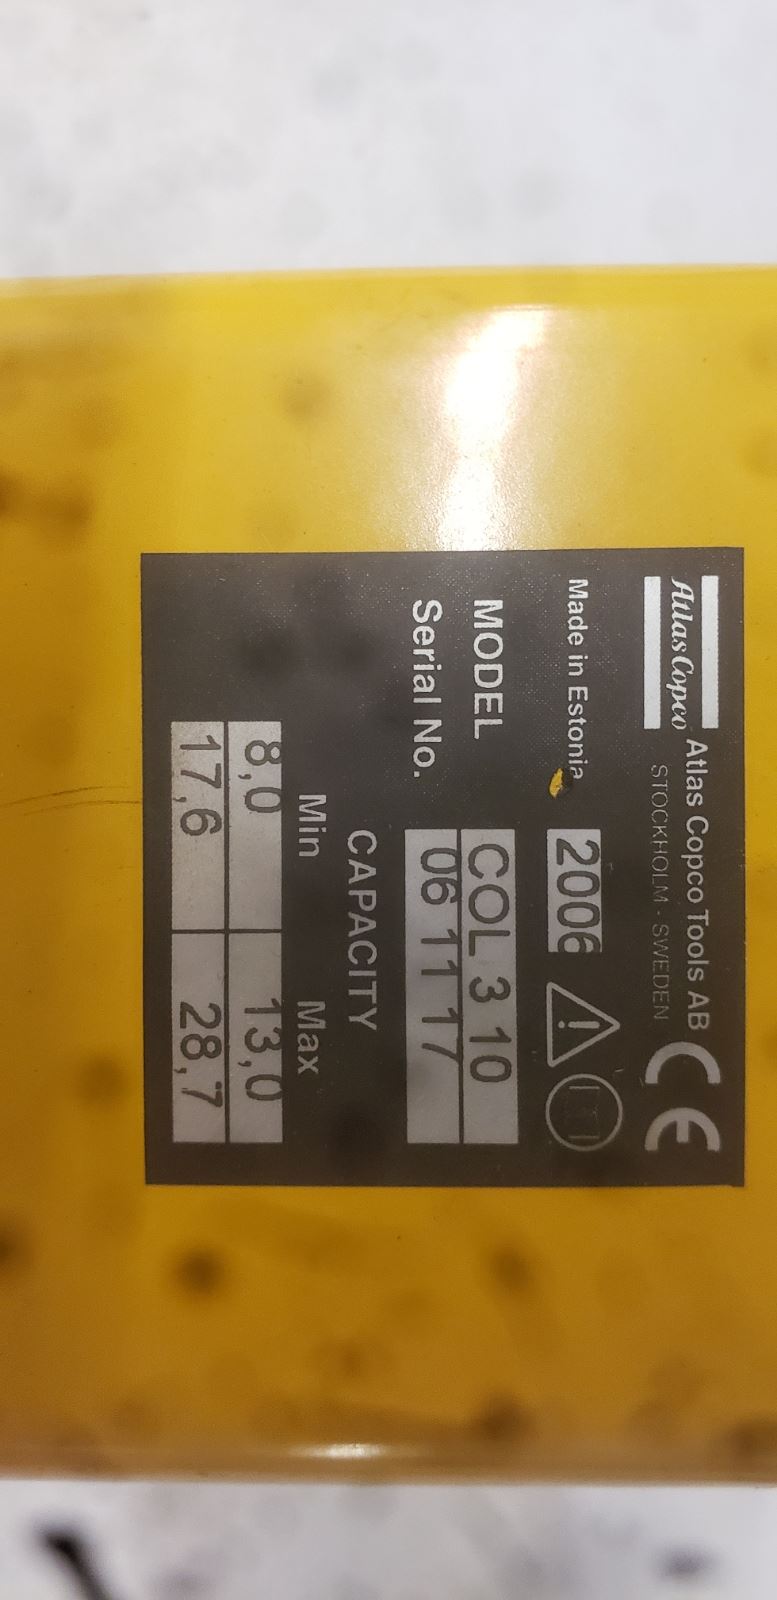 Atlas Copco Atlas Copco Tools AB CE
STOCKHOLM - SWEDEN
Made in Estonia 2006
MODEL COL 3 10
Serial No. 06 11 17
CAPACITY
Min Max
8,0 13,0
17,6 28,7